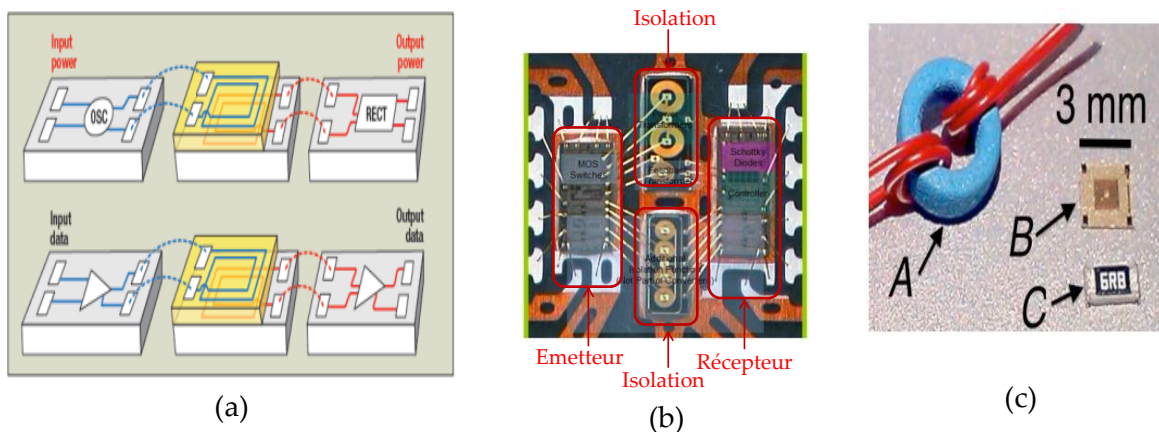 Input
power
Output
power
OSC
RECT
Input
data
Output
data
(a)
Isolation
MOS
Switches
Schottky
Diodes
Controller
Additional
Emetteur
Récepteur
Isolation
(b)
3 mm
A
B
C
6R8
(c)